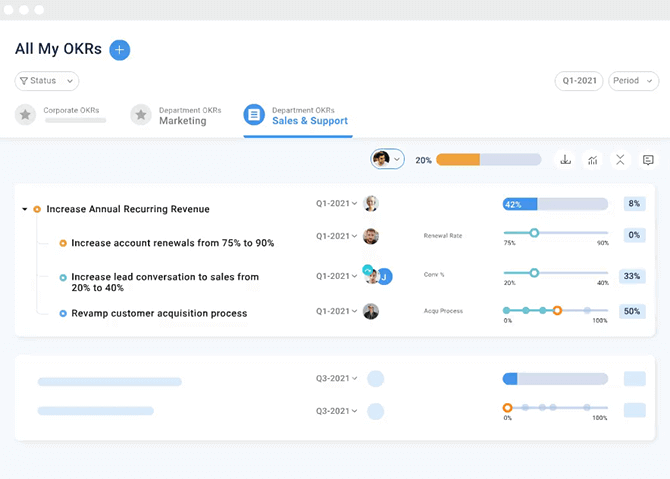 All My OKRs +
Status
Q1-2021 Period
Corporate OKRs
Department OKRs
Marketing
Department OKRs
Sales & Support
20%
Increase Annual Recurring Revenue
Q1-2021
42%
8%
Increase account renewals from 75% to 90%
Q1-2021
Renewal Rate
75% 90%
0%
Increase lead conversation to sales from
20% to 40%
Q1-2021
J
Conv %
20% 40%
33%
Revamp customer acquisition process
Q1-2021
Acqu Process
0% 100%
50%
Q3-2021
Q3-2021
0% 100%